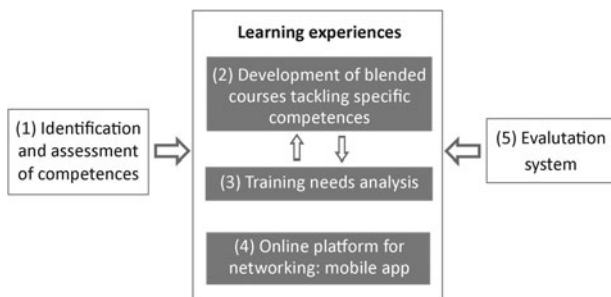 Learning experiences
(2) Development of blended
courses tackling specific
competences
(1) Identification
and assessment
of competences
(3) Training needs analysis
(4) Online platform for
networking: mobile app
(5) Evalutation
system